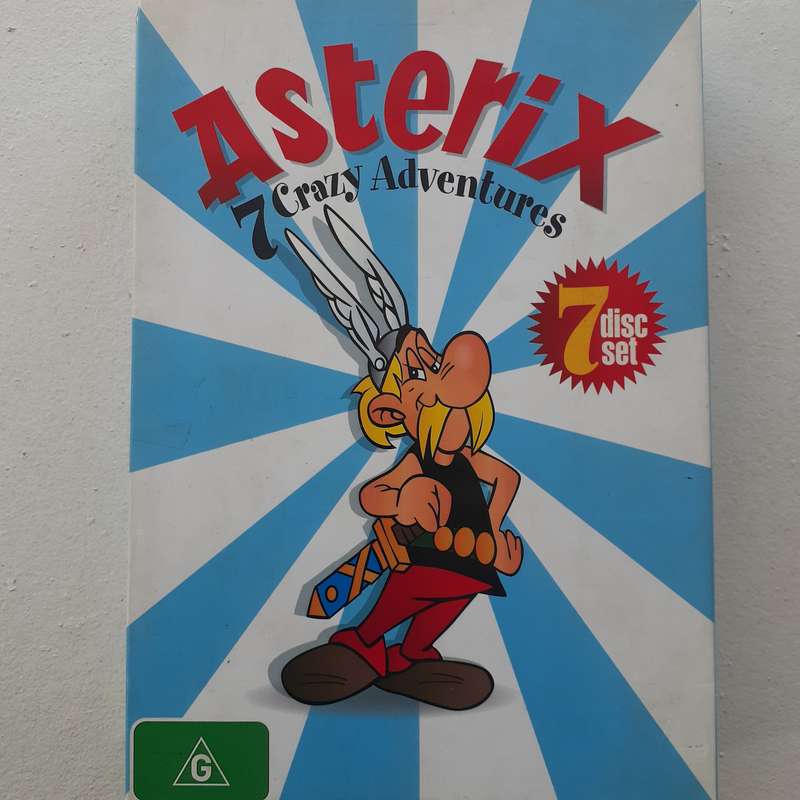 Asterix
7 Crazy Adventures
7 disc
set
G